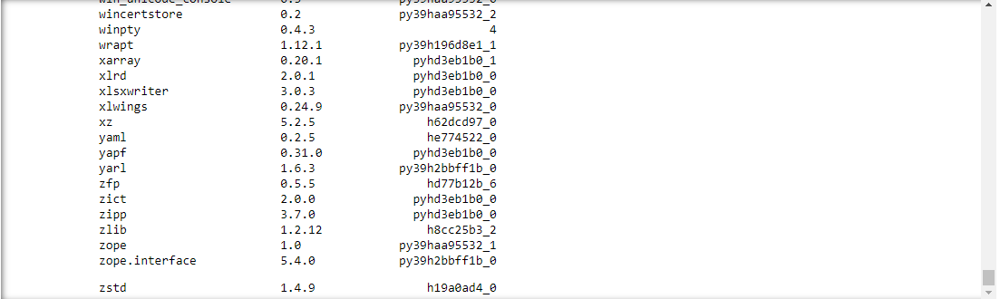 wincertstore 0.2 py39haa95532_2
winpty 0.4.3 4
wrapt 1.12.1 py39h196d8e1_1
xarray 0.20.1 pyhd3eb1b0_1
xlrd 2.0.1 pyhd3eb1b0_0
xlsxwriter 3.0.3 pyhd3eb1b0_0
xlwings 0.24.9 py39haa95532_0
xz 5.2.5 h62dcd97_0
yaml 0.2.5 he774522_0
yapf 0.31.0 pyhd3eb1b0_0
yarl 1.6.3 py39h2bbff1b_0
zfp 0.5.5 hd77b12b_6
zict 2.0.0 pyhd3eb1b0_0
zipp 3.7.0 pyhd3eb1b0_0
zlib 1.2.12 h8cc25b3_2
zope 1.0 py39haa95532_1
zope.interface 5.4.0 py39h2bbff1b_0
zstd 1.4.9 h19a0ad4_0